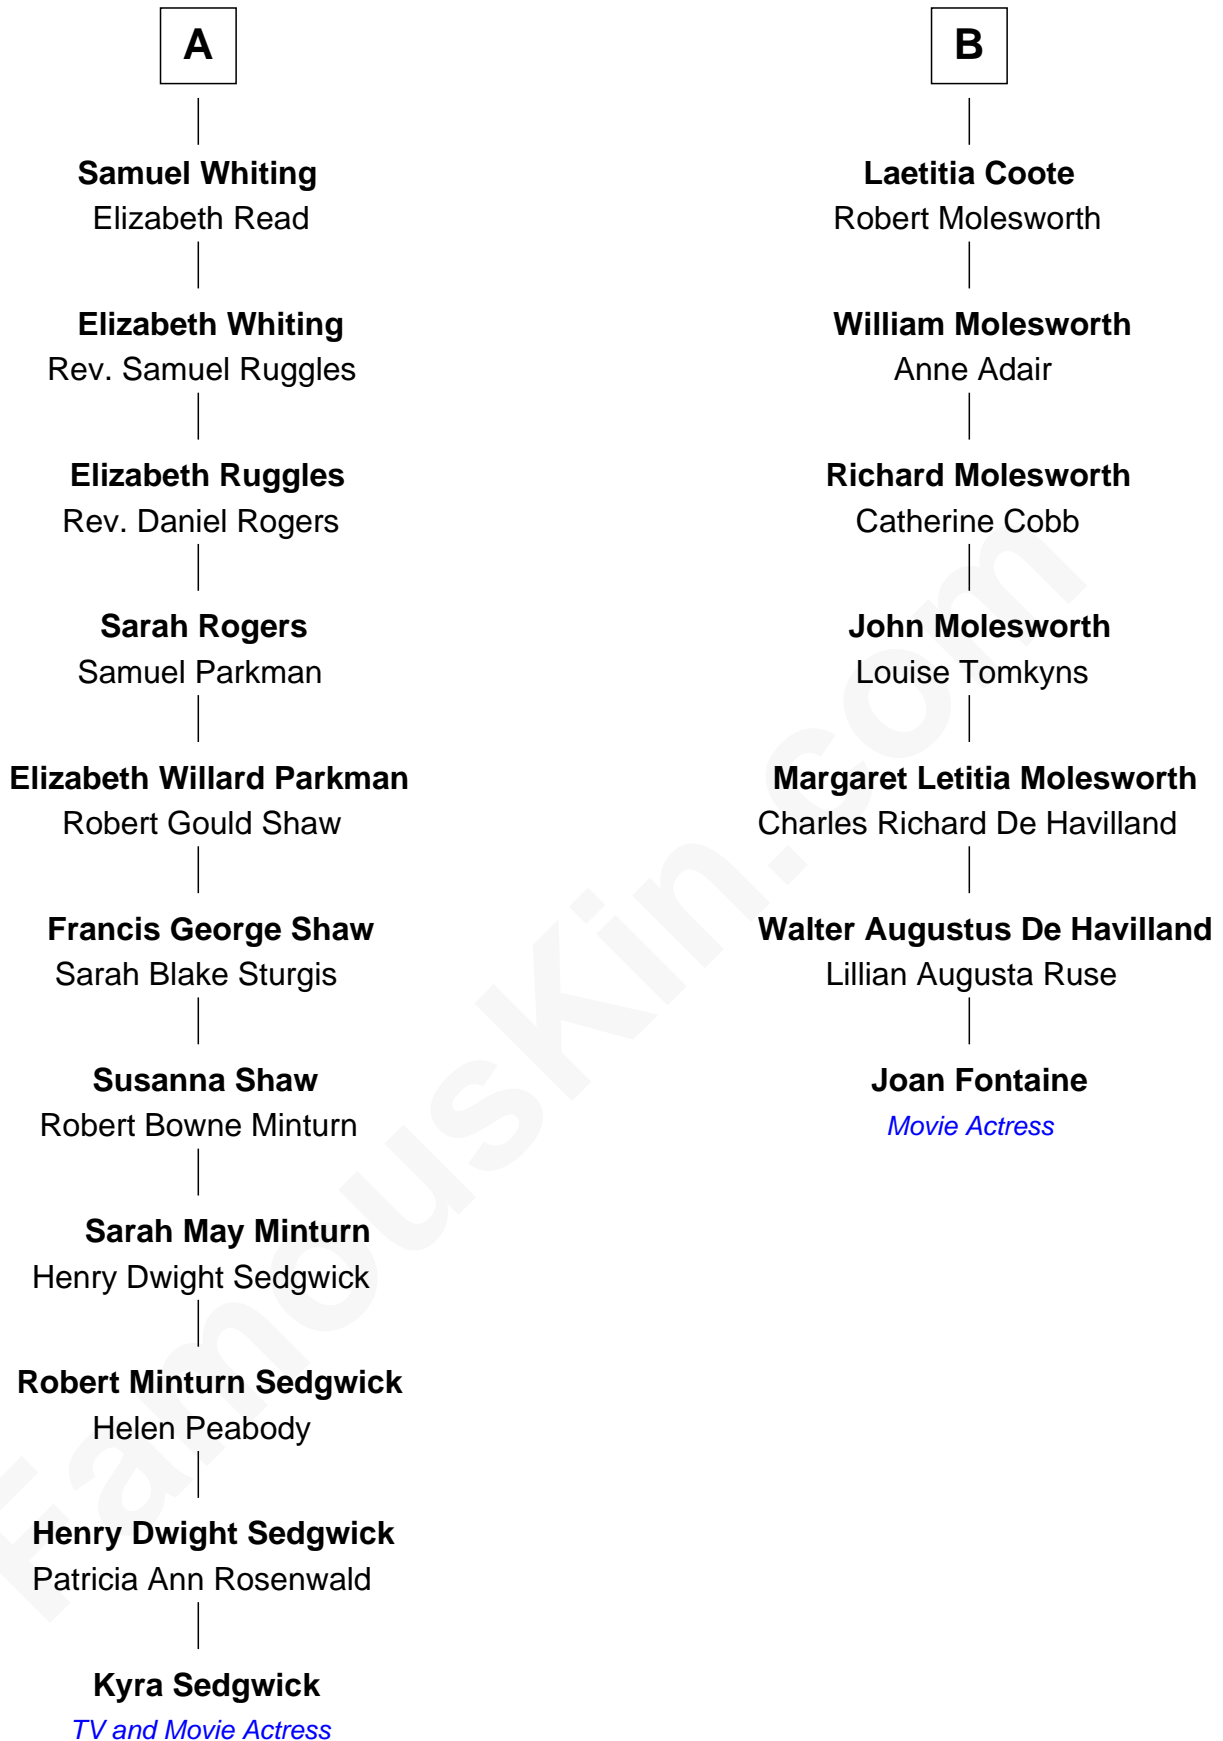 A
Samuel Whiting
Elizabeth Read
Elizabeth Whiting
Rev. Samuel Ruggles
Elizabeth Ruggles
Rev. Daniel Rogers
Sarah Rogers
Samuel Parkman
Elizabeth Willard Parkman
Robert Gould Shaw
Francis George Shaw
Sarah Blake Sturgis
Susanna Shaw
Robert Bowne Minturn
Sarah May Minturn
Henry Dwight Sedgwick
Robert Minturn Sedgwick
Helen Peabody
Henry Dwight Sedgwick
Patricia Ann Rosenwald
Kyra Sedgwick
TV and Movie Actress
B
Laetitia Coote
Robert Molesworth
William Molesworth
Anne Adair
Richard Molesworth
Catherine Cobb
John Molesworth
Louise Tomkyns
Margaret Letitia Molesworth
Charles Richard De Havilland
Walter Augustus De Havilland
Lillian Augusta Ruse
Joan Fontaine
Movie Actress
FamousKin.com